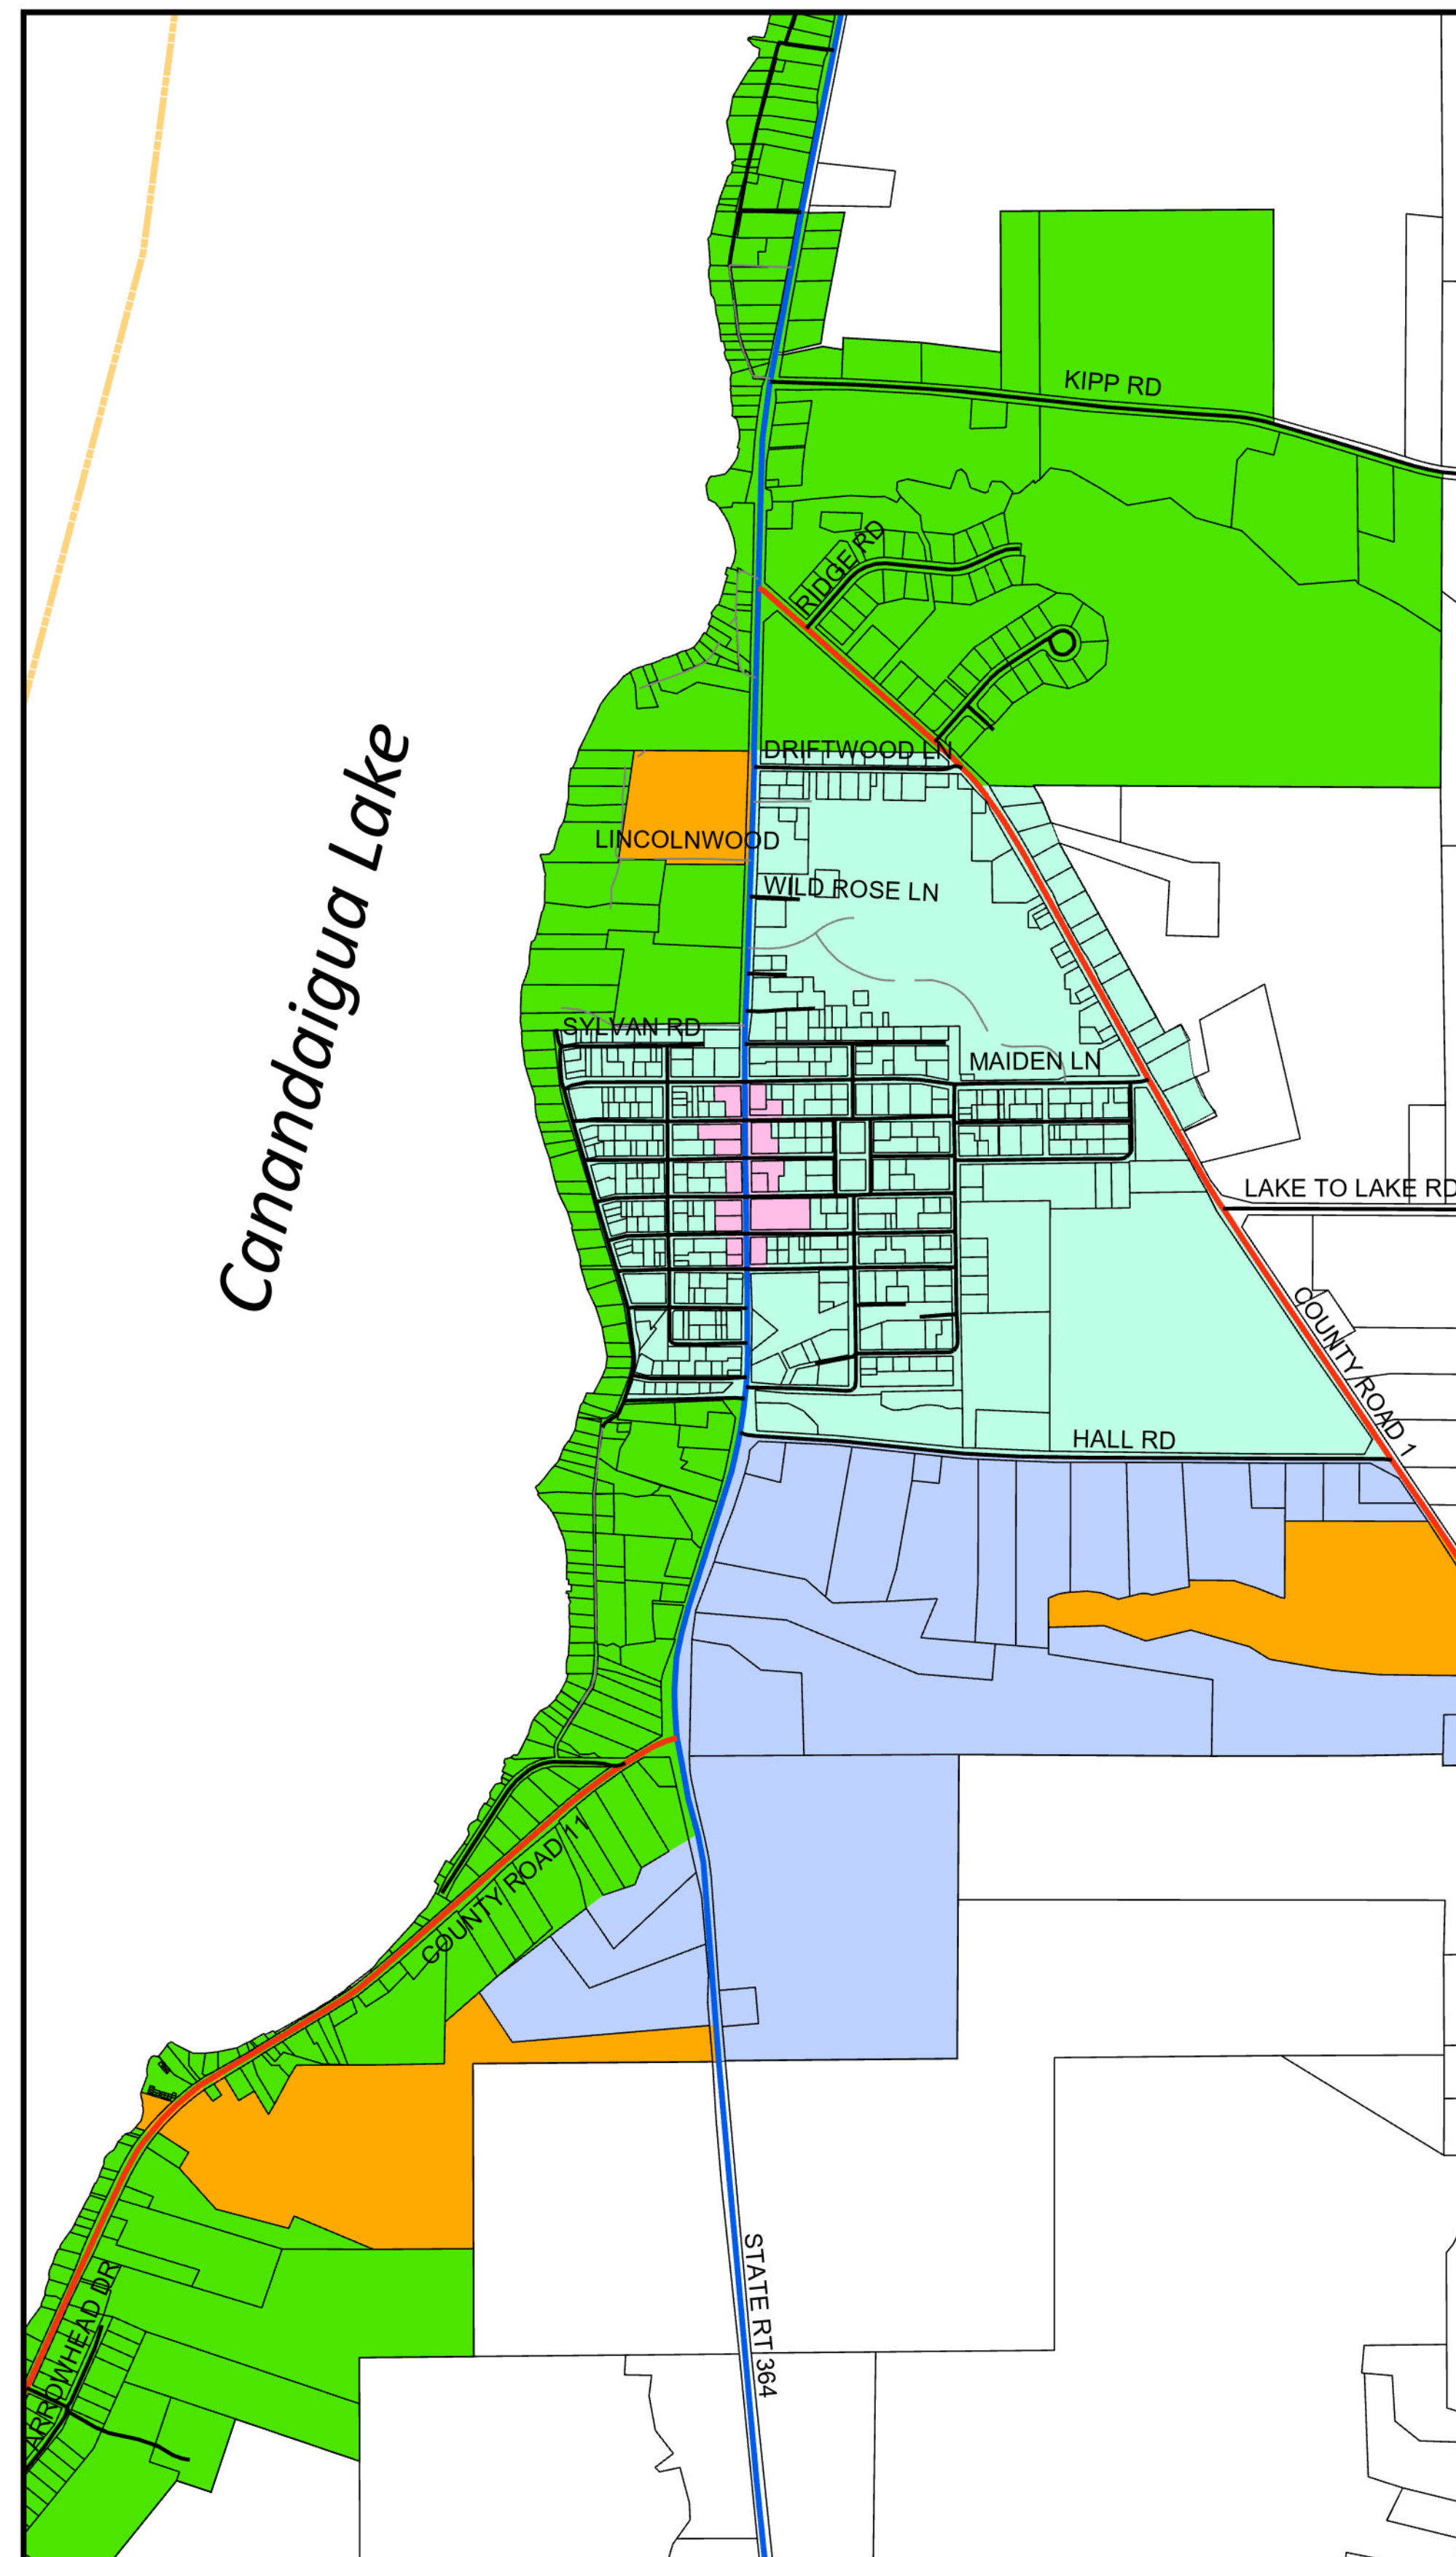 KIPP RD
RIDGE RD
DRIFTWOOD LN
Canandaigua Lake
LINCOLNWOOD
WILD ROSE LN
SYLVAN RD
MAIDEN LN
LAKE TO LAKE RD
COUNTY ROAD 1
HALL RD
COUNTY ROAD 11
STATE RT 364
ARROWHEAD DR